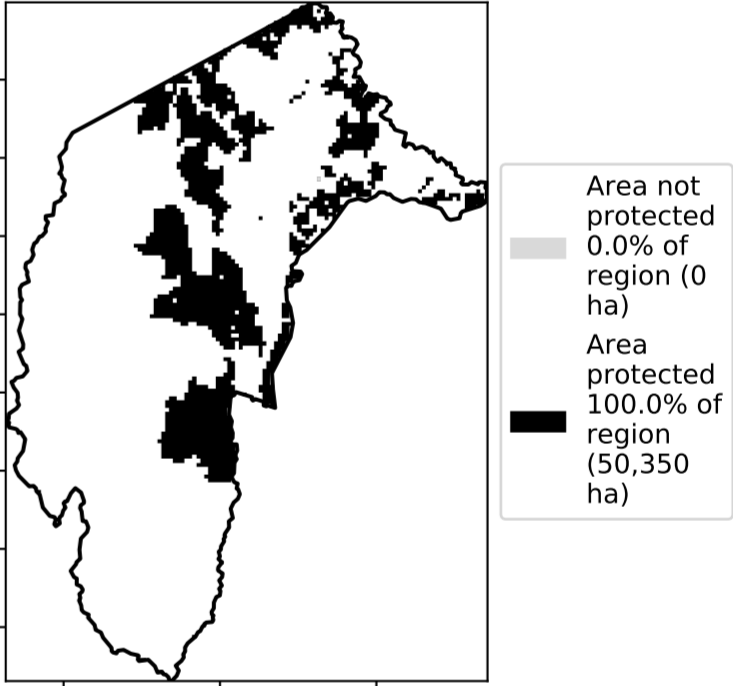 Area not
protected
0.0% of
region (0
ha)
Area
protected
100.0% of
region
(50,350
ha)